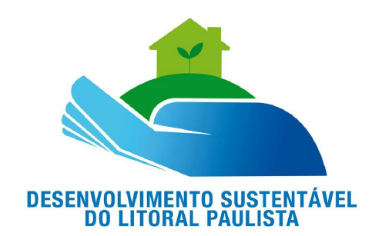 DESENVOLVIMENTO SUSTENTÁVEL
DO LITORAL PAULISTA